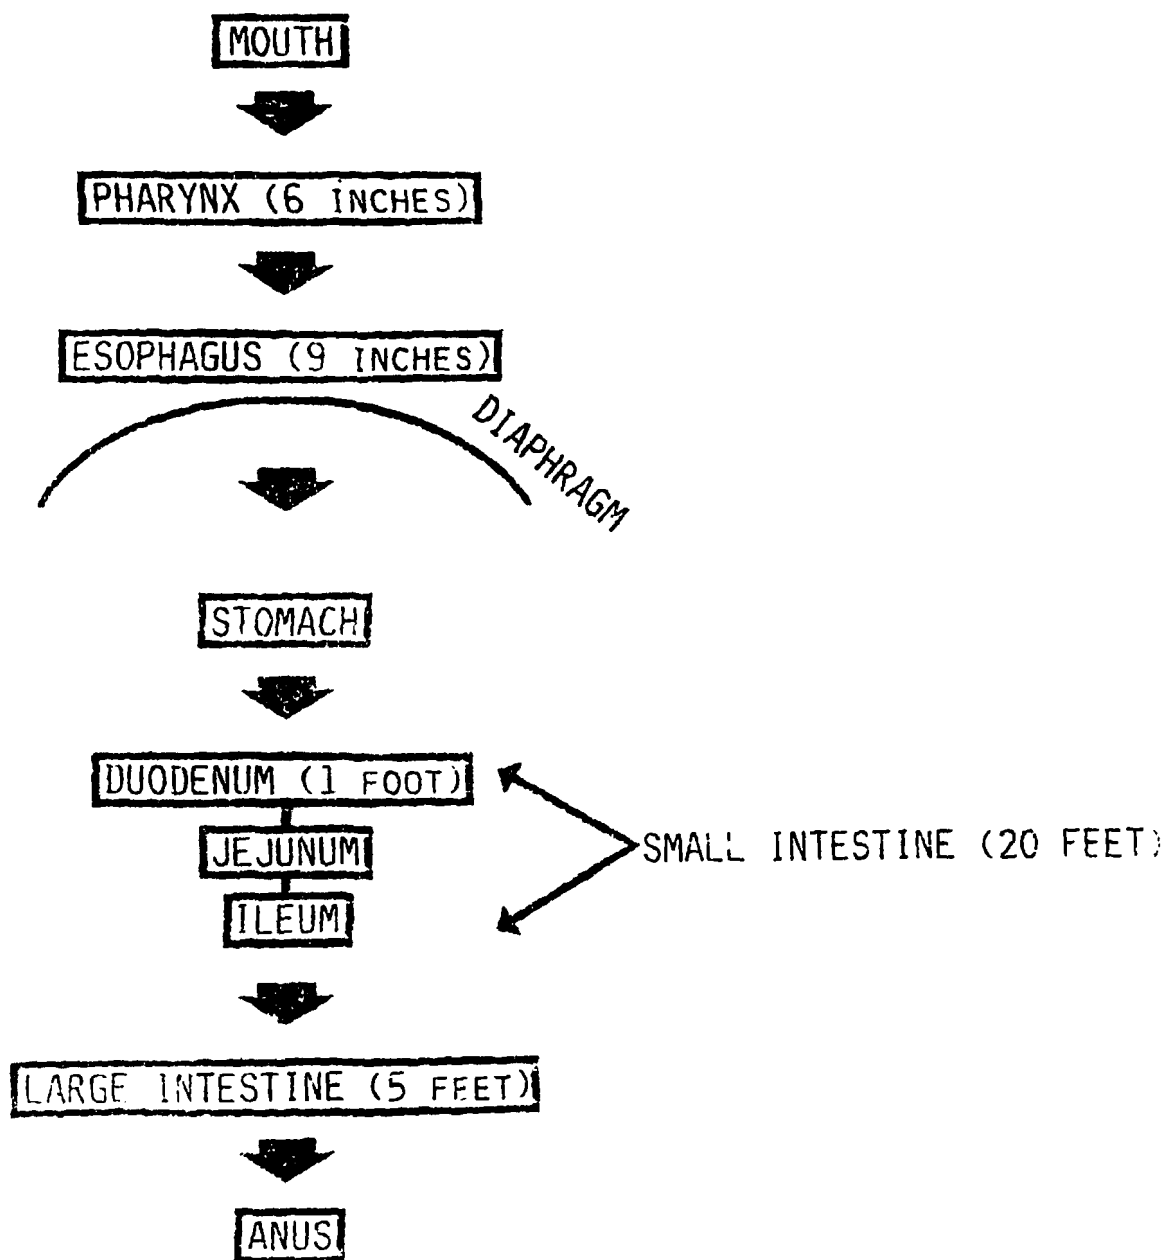 MOUTH
PHARYNX (6 INCHES)
ESOPHAGUS (9 INCHES)
DIAPHRAGM
STOMACH
DUODENUM (1 FOOT)
JEJUNUM
SMALL INTESTINE (20 FEET)
ILEUM
LARGE INTESTINE (5 FEET)
ANUS